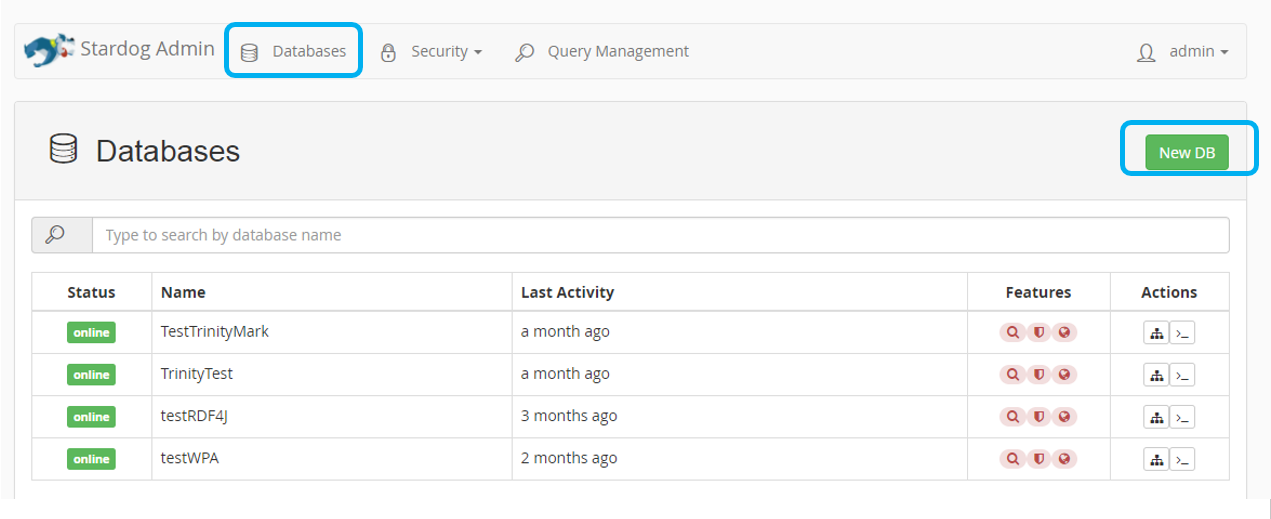 Stardog Admin Databases Security Query Management admin
Databases
New DB
Type to search by database name
Status Name Last Activity Features Actions
online TestTrinityMark a month ago
online TrinityTest a month ago
online testRDF4J 3 months ago
online testWPA 2 months ago